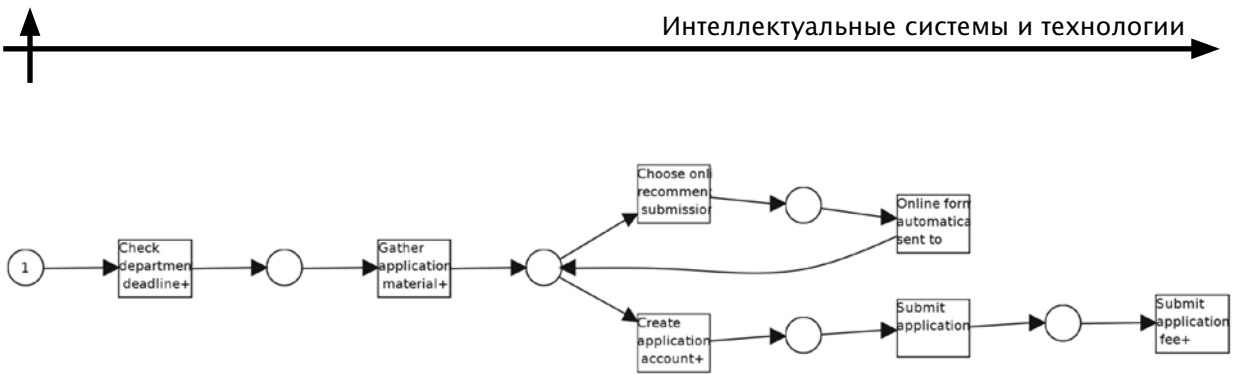 Интеллектуальные системы и технологии
1
Check
departmen
deadline+
Gather
application
material+
Choose onl
recommen
submission
Online form
automatica
sent to
Create
application
account+
Submit
application
Submit
application
fee+